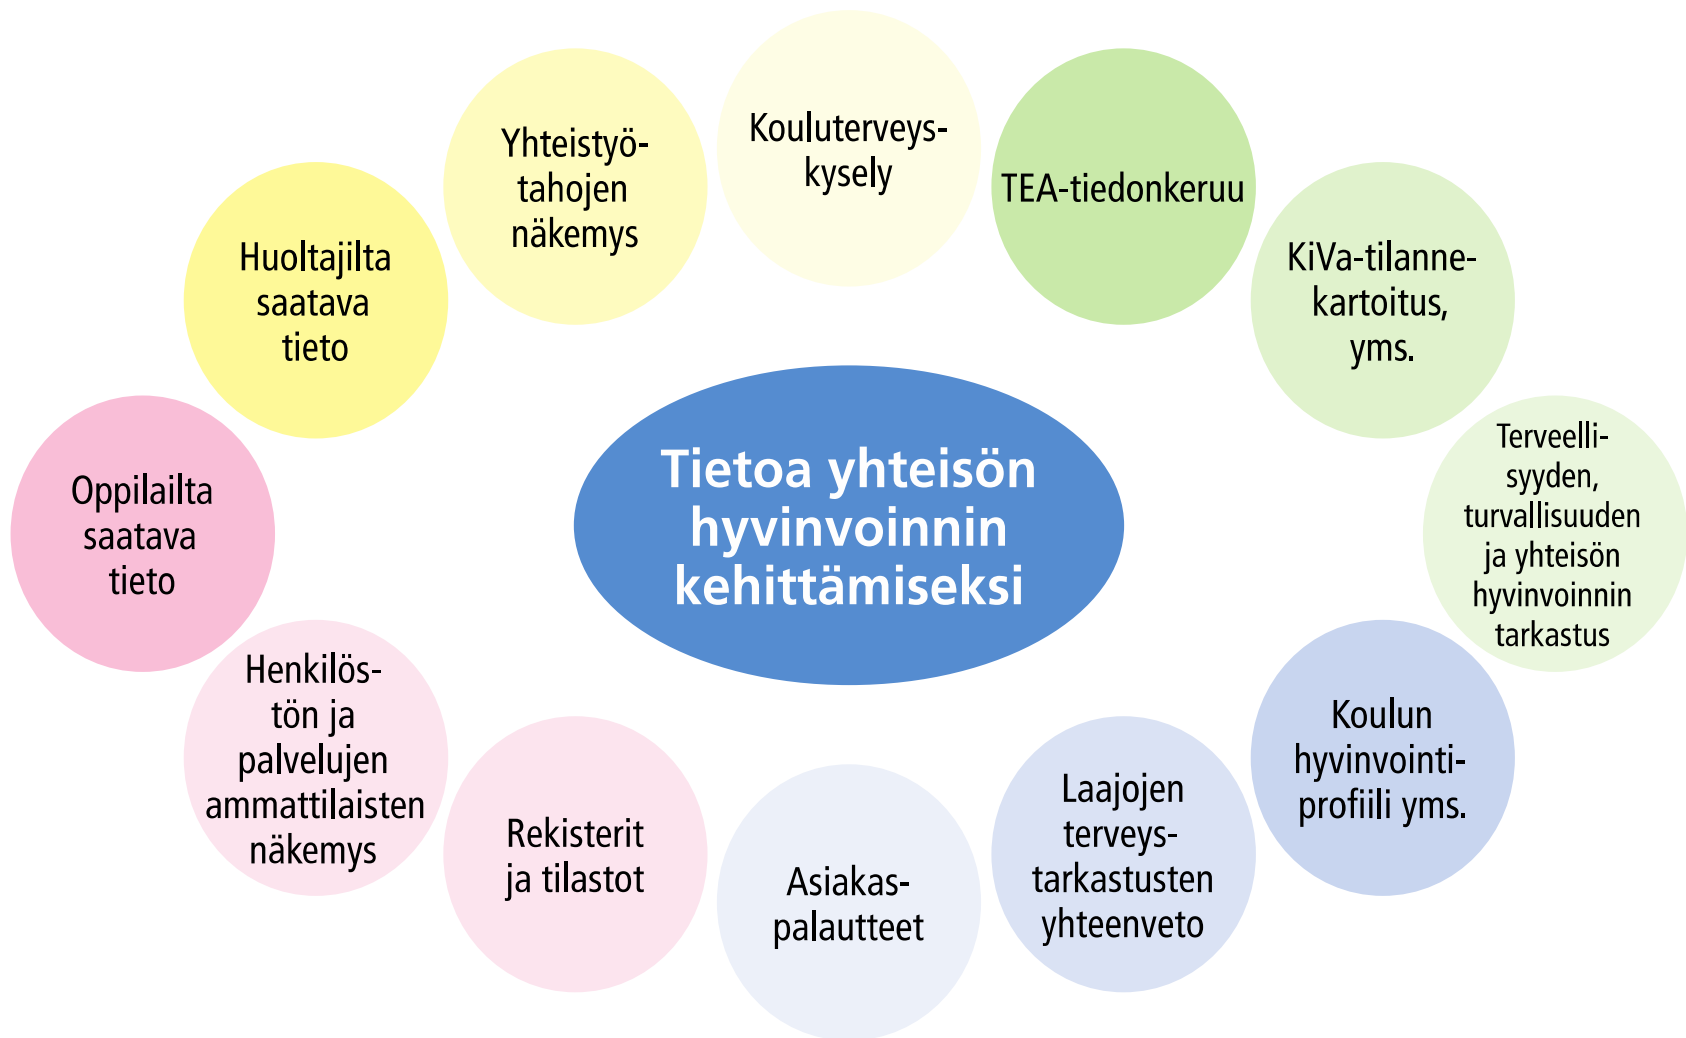 Kouluterveys-
kysely
TEA-tiedonkeruu
KiVa-tilanne-
kartoitus,
yms.
Terveelli-
syyden,
turvallisuuden
ja yhteisön
hyvinvoinnin
tarkastus
Koulun
hyvinvointi-
profiili yms.
Laajojen
terveys-
tarkastusten
yhteenveto
Asiakas-
palautteet
Rekisterit
ja tilastot
Henkilös-
tön ja
palvelujen
ammattilaisten
näkemys
Oppilailta
saatava
tieto
Huoltajilta
saatava
tieto
Yhteistyö-
tahojen
näkemys
Tietoa yhteisön
hyvinvoinnin
kehittämiseksi